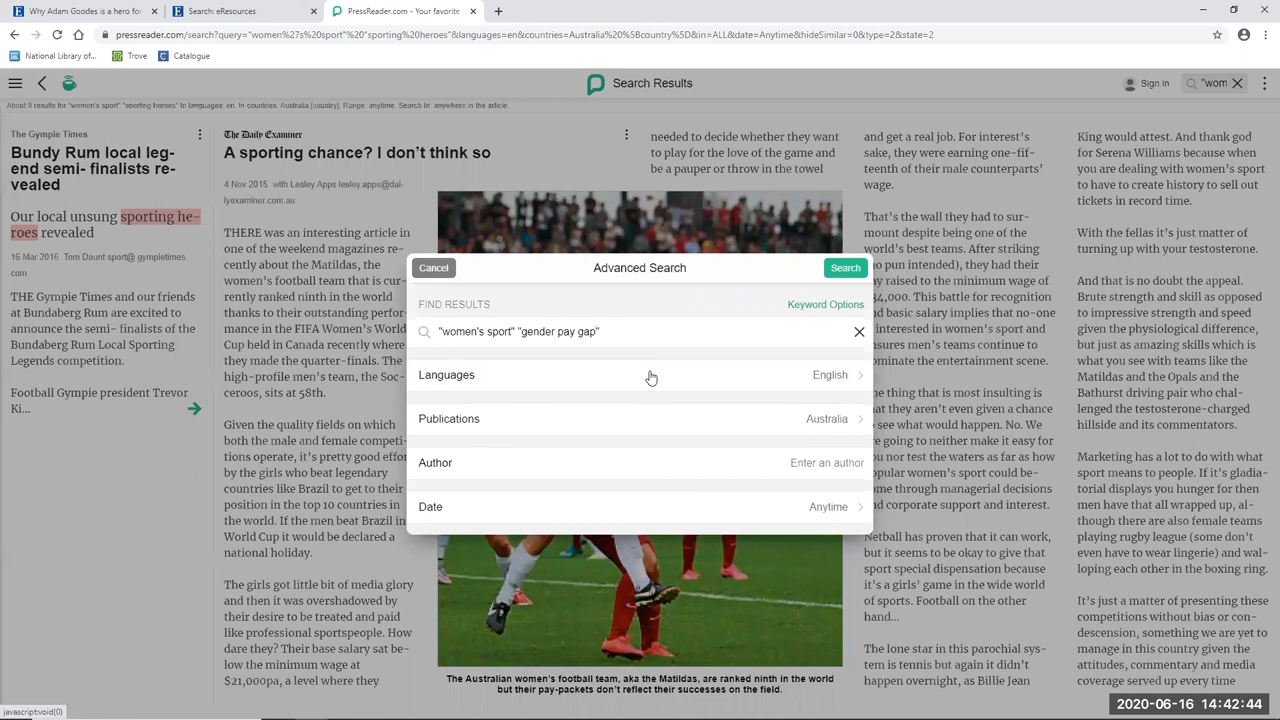 Why Adam Goodes is a hero for
Search: eResources
PressReader.com - Your favorite
pressreader.com/search?query="women%27s%20sport"%20"sporting%20heroes"&languages=en&countries=Australia%20%5Bcountry%5D&in=ALL&date=Anytime&hideSimilar=0&type=2&state=2
National Library of...
Trove
Catalogue
Search Results
Sign in
"wom
About 9 results for "women's sport" "sporting heroes" In languages: en. In countries: Australia [country]. Range: anytime. Search In: anywhere in the article.
The Gympie Times
Bundy Rum local leg-
end semi- finalists re-
vealed
Our local unsung sporting he-
roes revealed
16 Mar 2016 Tom Daunt sport@ gympietimes.
com
THE Gympie Times and our friends
at Bundaberg Rum Local are
excited to announce
the semi- finalists of the
Bundaberg Rum Local Sporting
Legends competition.
Football Gympie president Trevor
Ki...
The Daily Examiner
A sporting chance? I don't think so
4 Nov 2015 with Lesley Apps lesley.apps@dai-
lyexaminer.com.au
THERE was an interesting article in
one of the weekend magazines re-
cently about the Matildas, the
women's football team that is cur-
rently ranked ninth in the world
thanks to their outstanding perfor-
mance in the FIFA Women's World
Cup held in Canada recently where
they made the quarter-finals. The
high-profile men's team, the Soc-
ceroos, sits at 58th.
Given the quality fields on which
both the male and female competi-
tions operate, it's pretty good effort
by the girls who beat legendary
countries like Brazil to get to their
position in the top 10 countries in
the world. If the men beat Brazil in
World Cup it would be declared a
national holiday.
The girls got little bit of media glory
and then it was overshadowed by
their desire to be treated and paid
like professional sportspeople. How
dare they? Their base salary sat be-
low the minimum wage at
$21,000pa, a level where they
needed to decide whether they want
to play for the love of the game and
be a pauper or throw in the towel
Cancel
Advanced Search
Search
FIND RESULTS
Keyword Options
"women's sport" "gender pay gap"
Languages
English
Publications
Australia
Author
Enter an author
Date
Anytime
The Australian women's football team, aka the Matildas, are ranked ninth in the world
but their pay-packets don't reflect their successes on the field.
and get a real job. For interest's
sake, they were earning one-fif-
teenth of their male counterparts'
wage.
That's the wall they had to sur-
mount despite being one of the
world's best teams. After striking
no pun intended), they had their
raised to the minimum wage of
and basic salary implies that no-one
interested in women's sport and
ensures men's teams continue to
dominate the entertainment scene.
thing that is most insulting is
that they aren't even given a chance
see what would happen. No. We
are going to neither make it easy for
you nor test the waters as far as how
popular women's sport could be-
come through managerial decisions
and corporate support and interest.
Netball has proven that it can work,
but it seems to be okay to give that
sport special dispensation because
it's a girls' game in the wide world
of sports. Football on the other
hand...
The lone star in this parochial sys-
tem is tennis but again it didn't
happen overnight, as Billie Jean
King would attest. And thank god
for Serena Williams because when
you are dealing with women's sport
to have to create history to sell out
tickets in record time.
With the fellas it's just matter of
turning up with your testosterone.
And that is no doubt the appeal.
Brute strength and skill as opposed
to impressive strength and speed
given the physiological difference,
but just as amazing skills which is
what you see with teams like the
Matildas and the Opals and the
Bathurst driving pair who chal-
lenged the testosterone-charged
hillside and its commentators.
Marketing has a lot to do with what
sport means to people. If it's gladia-
torial displays you hunger for then
men have that all wrapped up, al-
though there are also female teams
playing rugby league (some don't
even have to wear lingerie) and wal-
loping each other in the boxing ring.
It's just a matter of presenting these
competitions without bias or con-
descension, something we are yet to
manage in this country given the
attitudes, commentary and media
coverage served up every time
javascript:void(0)
2020-06-16 14:42:44